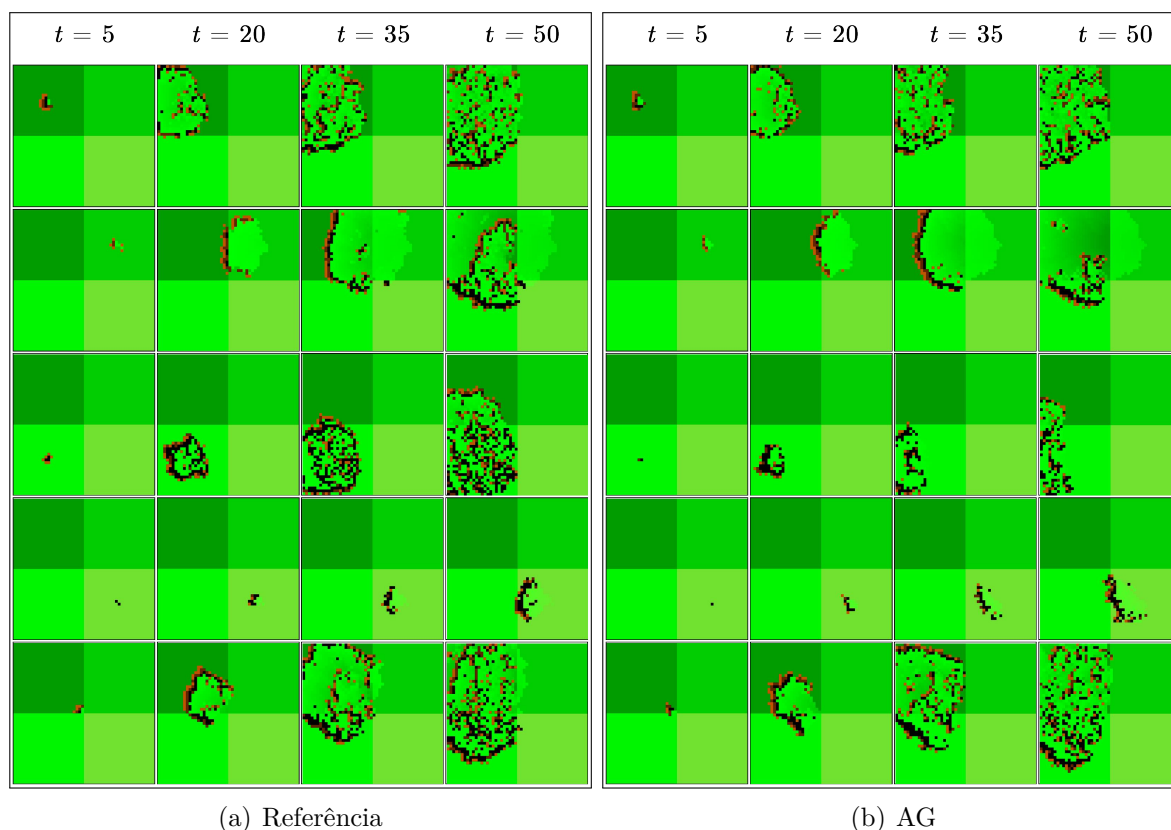 t = 5 t = 20 t = 35 t = 50
t = 5 t = 20 t = 35 t = 50
(a) Referência
(b) AG